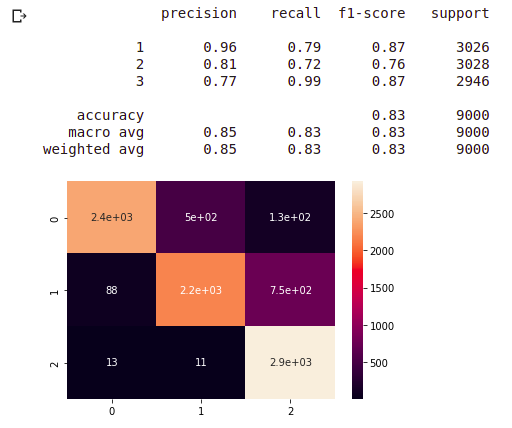 precision recall f1-score support
1 0.96 0.79 0.87 3026
2 0.81 0.72 0.76 3028
3 0.77 0.99 0.87 2946
accuracy 0.83 9000
macro avg 0.85 0.83 0.83 9000
weighted avg 0.85 0.83 0.83 9000
0 2.4e+03 5e+02 1.3e+02
1 88 2.2e+03 7.5e+02
2 13 11 2.9e+03
0 1 2
2500
2000
1500
1000
500